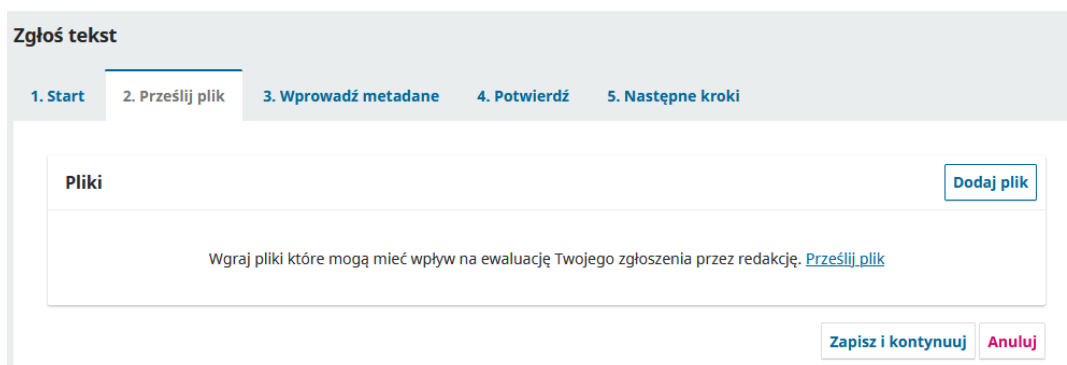 Zgłoś tekst
1. Start 2. Prześlij plik 3. Wprowadź metadane 4. Potwierdź 5. Następne kroki
Pliki Dodaj plik
Wgraj pliki które mogą mieć wpływ na ewaluację Twojego zgłoszenia przez redakcję. Prześlij plik
Zapisz i kontynuuj Anuluj